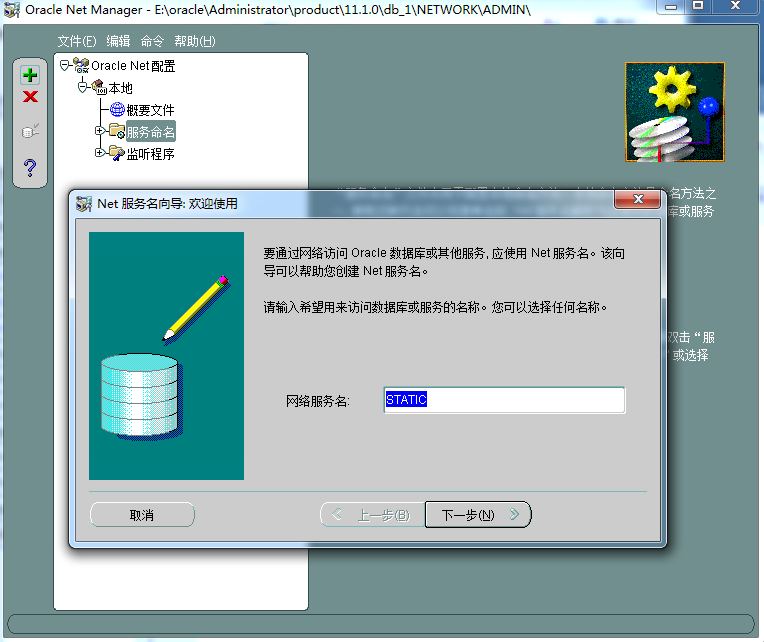 Oracle Net Manager - E:\oracle\Administrator\product\11.1.0\db_1\NETWORK\ADMIN\
文件(F) 编辑 命令 帮助(H)
Oracle Net 配置
本地
概要文件
服务命名
监听程序
名方法之
库或服务
Net 服务名向导: 欢迎使用
要通过网络访问 Oracle 数据库或其他服务, 应使用 Net 服务名。该向
导可以帮助您创建 Net 服务名。
请输入希望用来访问数据库或服务的名称。您可以选择任何名称。
双击“服
”或选择
网络服务名:
STATIC
取消
上一步(B)
下一步(N)